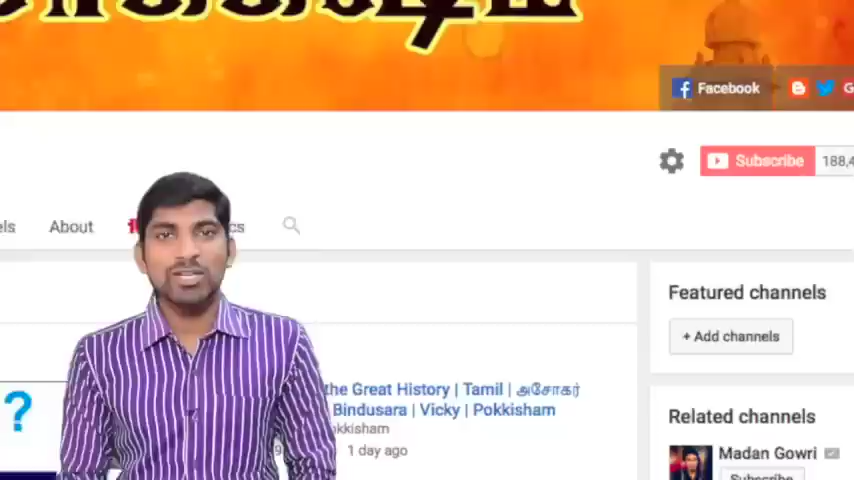 Facebook
Subscribe 188,4
About
Featured channels
+ Add channels
the Great History | Tamil | அசோகர்
Bindusara | Vicky | Pokkisham
1 day ago
?
Related channels
Madan Gowri
Subscribe